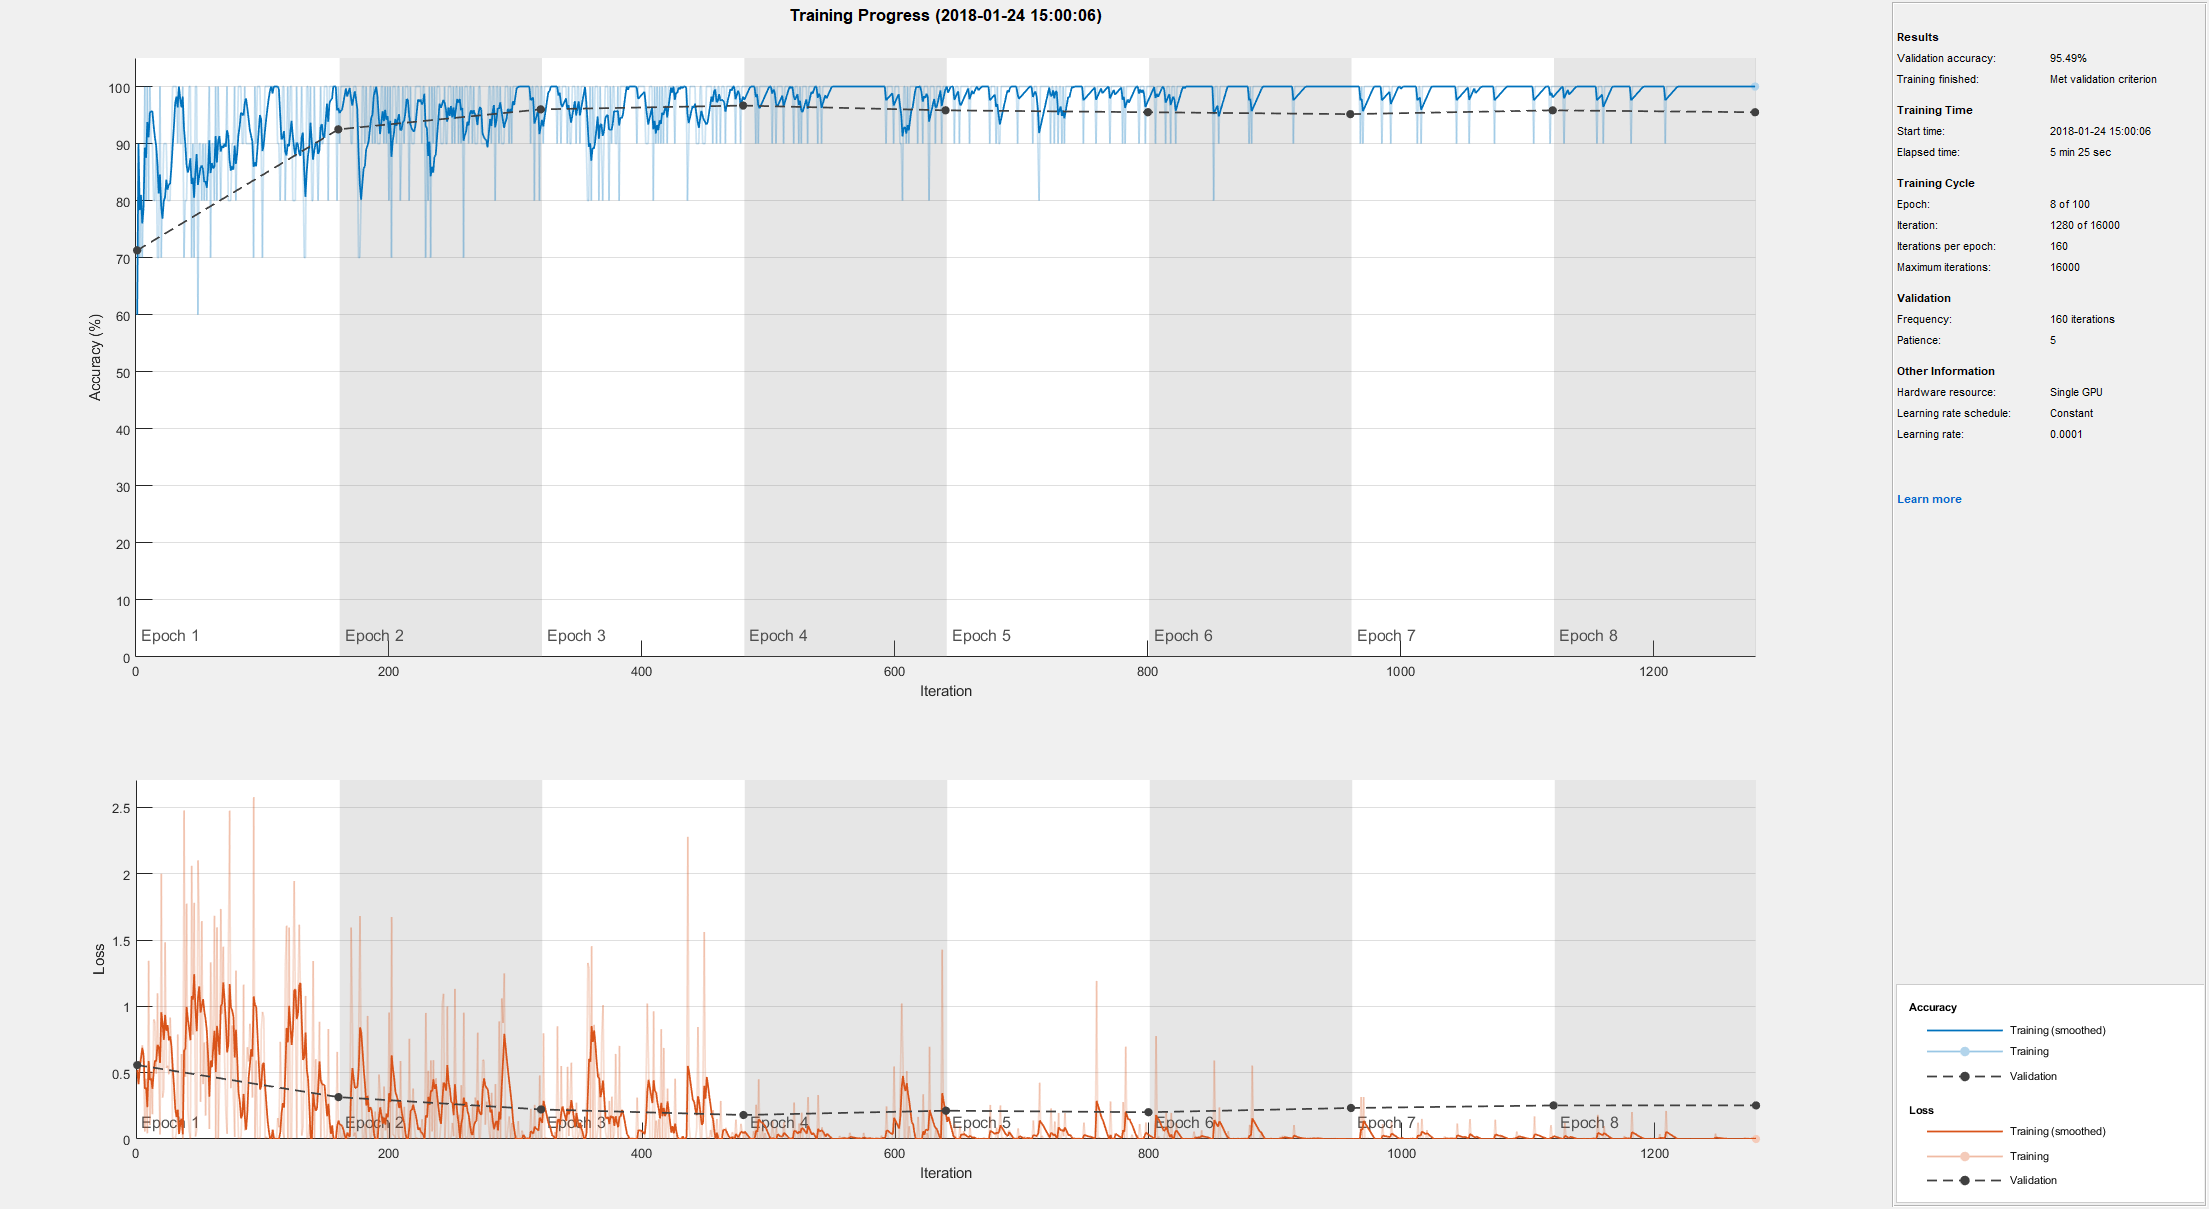 Training Progress (2018-01-24 15:00:06)
100
90
80
70
60
50
40
30
20
10
0
Accuracy (%)
Epoch 1
Epoch 2
Epoch 3
Epoch 4
Epoch 5
Epoch 6
Epoch 7
Epoch 8
0
200
400
600
800
1000
1200
Iteration
2.5
2
1.5
1
0.5
0
Loss
Epoch 1
Epoch 2
Epoch 3
Epoch 4
Epoch 5
Epoch 6
Epoch 7
Epoch 8
0
200
400
600
800
1000
1200
Iteration
Results
Validation accuracy: 95.49%
Training finished: Met validation criterion
Training Time
Start time: 2018-01-24 15:00:06
Elapsed time: 5 min 25 sec
Training Cycle
Epoch: 8 of 100
Iteration: 1280 of 16000
Iterations per epoch: 160
Maximum iterations: 16000
Validation
Frequency: 160 iterations
Patience: 5
Other Information
Hardware resource: Single GPU
Learning rate schedule: Constant
Learning rate: 0.0001
Learn more
Accuracy
Training (smoothed)
Training
Validation
Loss
Training (smoothed)
Training
Validation